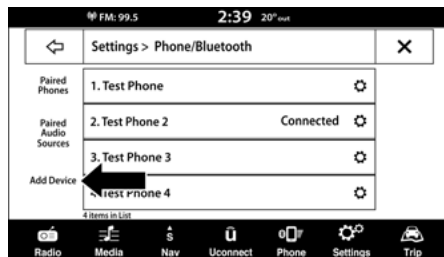 FM: 99.5 2:39 20° out
Settings > Phone/Bluetooth
Paired
Phones
1. Test Phone
Paired
Audio
Sources
2. Test Phone 2 Connected
3. Test Phone 3
Add Device
Test Phone 4
4 items in List
Radio Media Nav Uconnect Phone Settings Trip